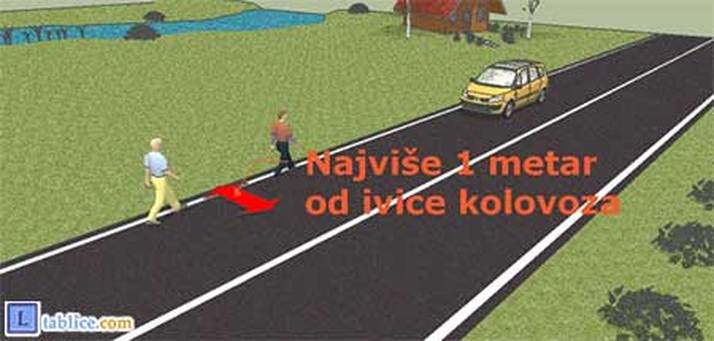 Najviše 1 metar
od ivice kolovoza
L tablice.com